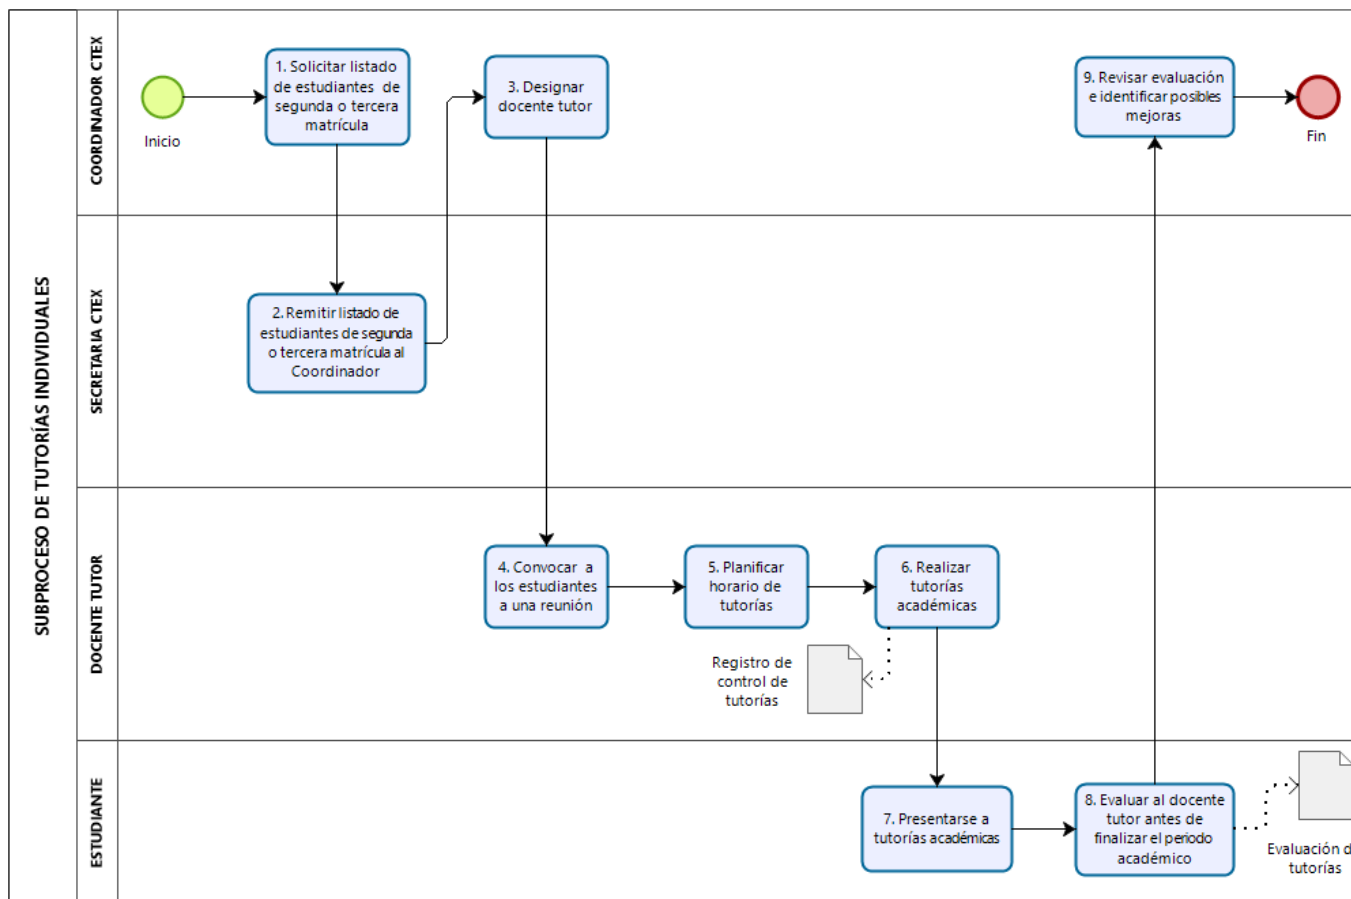 SUBPROCESO DE TUTORÍAS INDIVIDUALES
COORDINADOR CTEX
Inicio
1. Solicitar listado
de estudiantes de
segunda o tercera
matrícula
3. Designar
docente tutor
9. Revisar evaluación
e identificar posibles
mejoras
Fin
SECRETARIA CTEX
2. Remitir listado de
estudiantes de segunda
o tercera matrícula al
Coordinador
DOCENTE TUTOR
4. Convocar a
los estudiantes
a una reunión
5. Planificar
horario de
tutorías
6. Realizar
tutorías
académicas
Registro de
control de
tutorías
ESTUDIANTE
7. Presentarse a
tutorías académicas
8. Evaluar al docente
tutor antes de
finalizar el periodo
académico
Evaluación d
tutorías